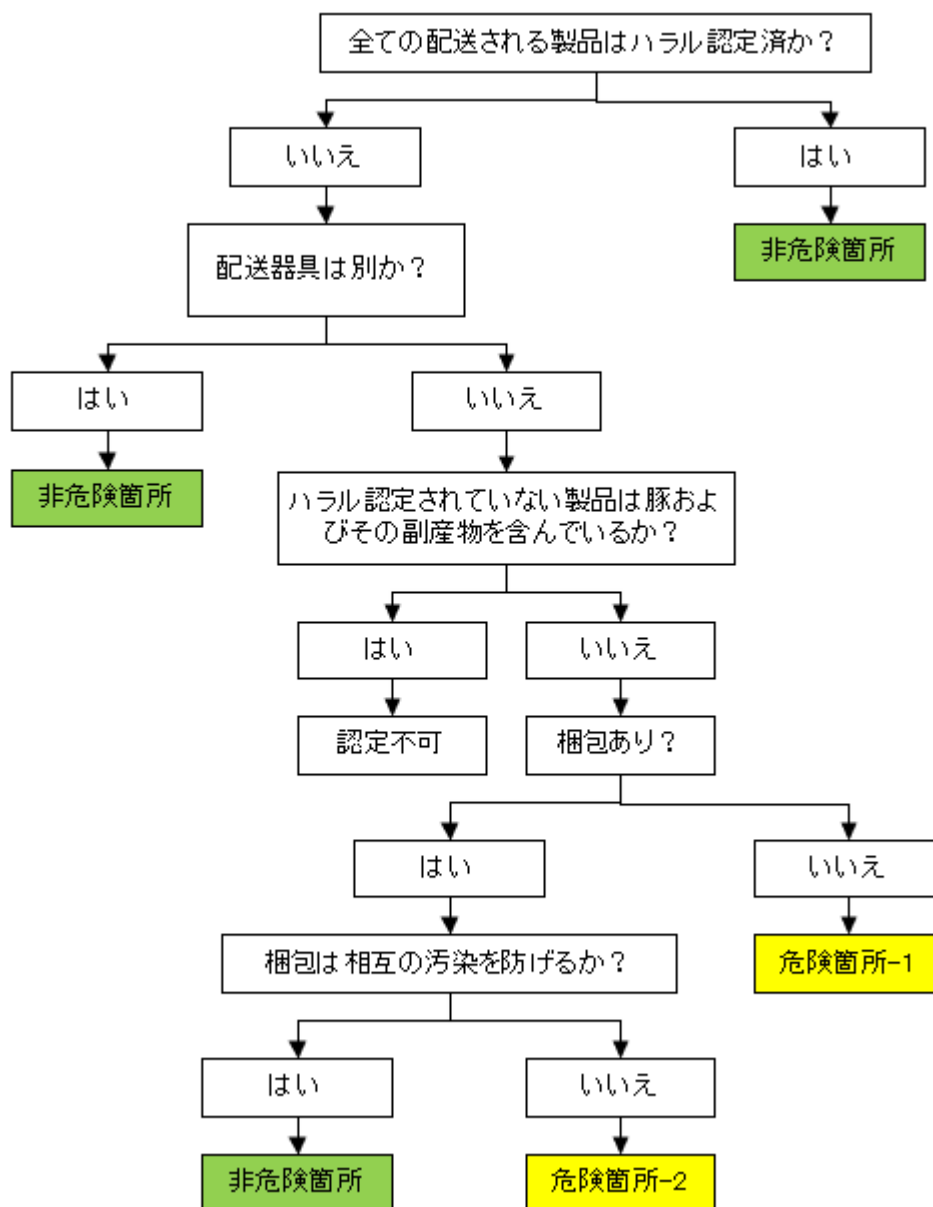 全ての配送される製品はハラル認定済か？
いいえ
はい
配送器具は別か？
非危険箇所
はい
いいえ
非危険箇所
ハラル認定されていない製品は豚およ
びその副産物を含んでいるか？
はい
いいえ
認定不可
梱包あり？
はい
いいえ
梱包は相互の汚染を防げるか？
危険箇所-1
はい
いいえ
非危険箇所
危険箇所-2